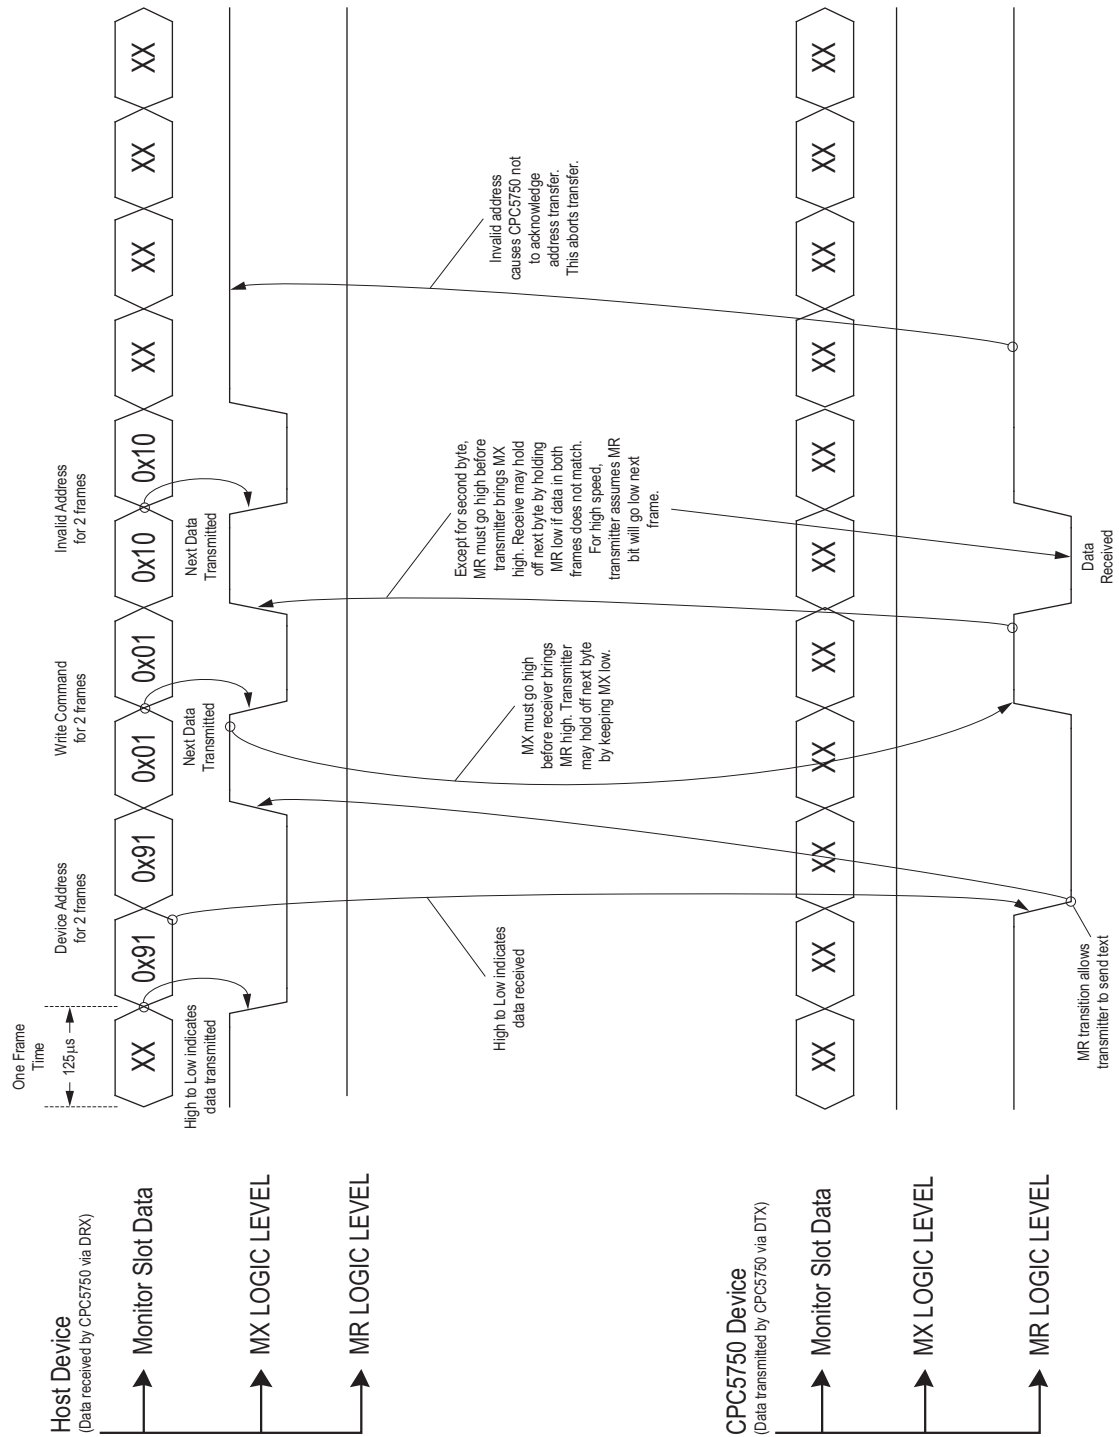 One Frame
Time
125µs
Device Address
for 2 frames
Write Command
for 2 frames
Invalid Address
for 2 frames
Host Device
(Data received by CPC5750 via DRX)
Monitor Slot Data
XX
0x91
0x91
0x01
0x01
0x10
0x10
XX
XX
XX
XX
High to Low indicates
data transmitted
Next Data
Transmitted
Next Data
Transmitted
MX LOGIC LEVEL
MR LOGIC LEVEL
High to Low indicates
data received
MX must go high
before receiver brings
MR high. Transmitter
may hold off next byte
by keeping MX low.
Except for second byte,
MR must go high before
transmitter brings MX
high. Receive may hold
off next byte by holding
MR low if data in both
frames does not match.
For high speed,
transmitter assumes MR
bit will go low next
frame.
Invalid address
causes CPC5750 not
to acknowledge
address transfer.
This aborts transfer.
CPC5750 Device
(Data transmitted by CPC5750 via DTX)
Monitor Slot Data
XX
XX
XX
XX
XX
XX
XX
XX
XX
XX
XX
MX LOGIC LEVEL
MR LOGIC LEVEL
MR transition allows
transmitter to send text
Data
Received